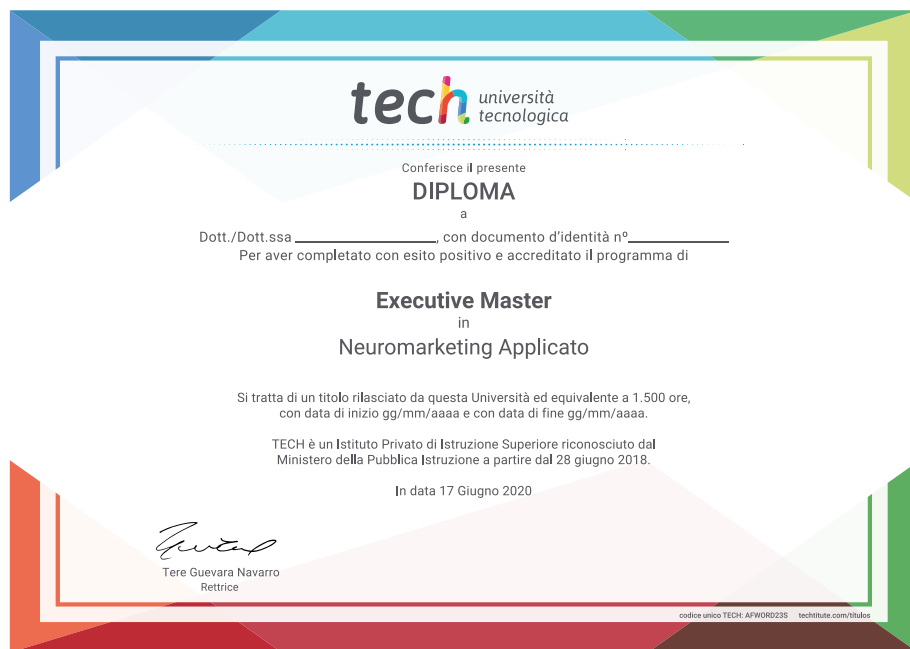 tech università
tecnologica
Conferisce il presente
DIPLOMA
a
Dott./Dott.ssa _______________, con documento d'identità nº___________
Per aver completato con esito positivo e accreditato il programma di
Executive Master
in
Neuromarketing Applicato
Si tratta di un titolo rilasciato da questa Università ed equivalente a 1.500 ore,
con data di inizio gg/mm/aaaa e con data di fine gg/mm/aaaa.
TECH è un Istituto Privato di Istruzione Superiore riconosciuto dal
Ministero della Pubblica Istruzione a partire dal 28 giugno 2018.
In data 17 Giugno 2020
Tere Guevara Navarro
Rettrice
codice unico TECH: AFWORD23S techtitute.com/titulos